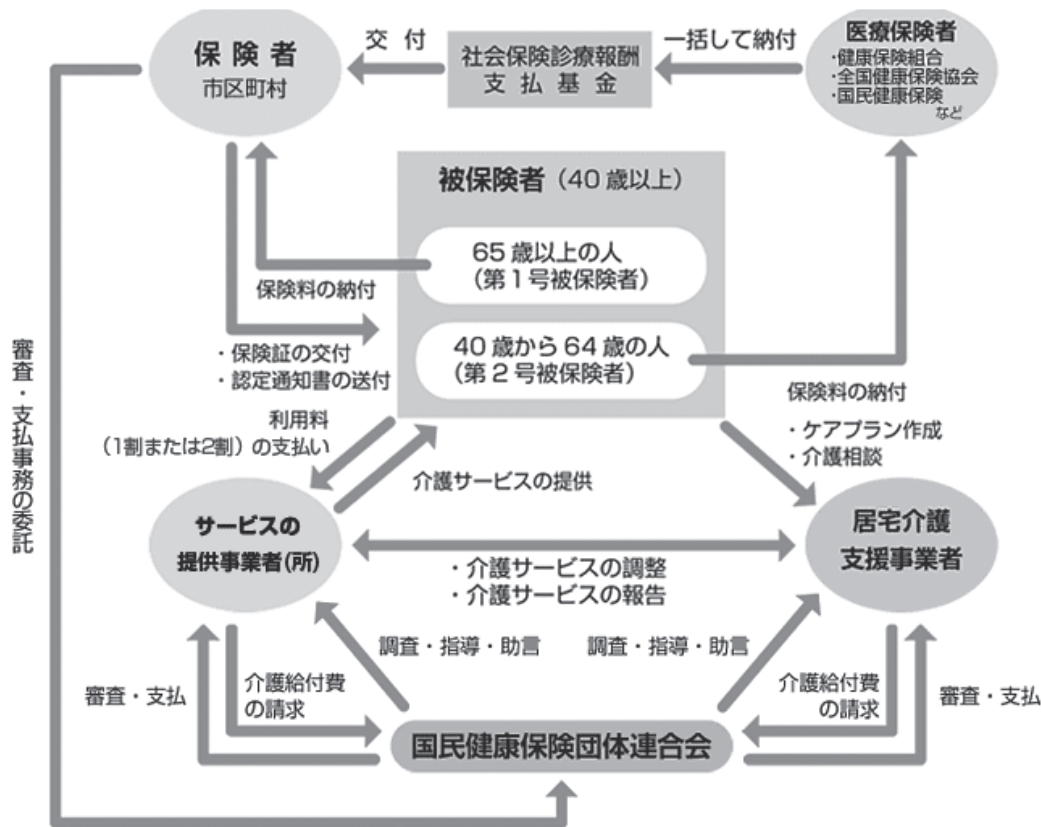 保険者
市区町村
交付
社会保険診療報酬
支払基金
一括して納付
医療保険者
・健康保険組合
・全国健康保険協会
・国民健康保険
など
被保険者（40歳以上）
65歳以上の人
（第1号被保険者）
40歳から64歳の人
（第2号被保険者）
保険料の納付
・保険証の交付
・認定通知書の送付
保険料の納付
利用料
（1割または2割）の支払い
介護サービスの提供
・ケアプラン作成
・介護相談
審査・支払事務の委託
サービスの
提供事業者(所)
居宅介護
支援事業者
・介護サービスの調整
・介護サービスの報告
調査・指導・助言
調査・指導・助言
審査・支払
介護給付費
の請求
介護給付費
の請求
審査・支払
国民健康保険団体連合会